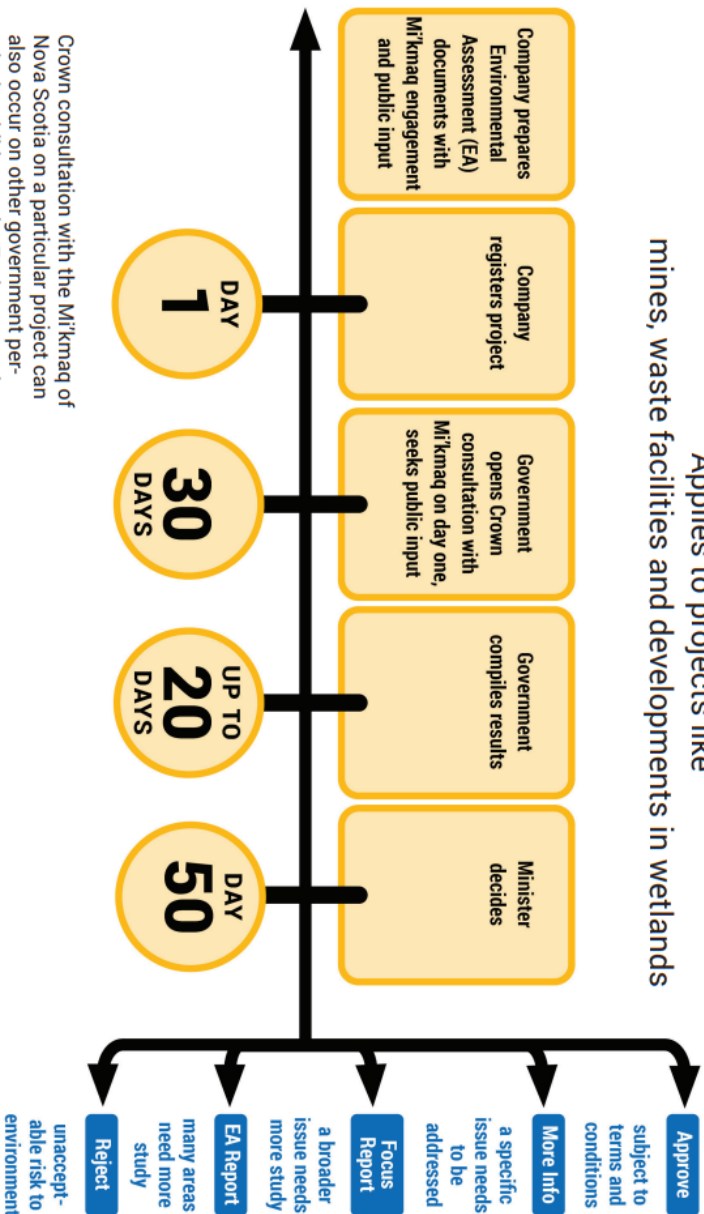 Applies to projects like
mines, waste facilities and developments in wetlands
Company prepares
Environmental
Assessment (EA)
documents with
Mi'kmaq engagement
and public input
Company
registers project
Government
opens Crown
consultation with
Mi'kmaq on day one,
seeks public input
Government
compiles results
Minister
decides
DAY
1
30
DAYS
UP TO
20
DAYS
DAY
50
Approve
subject to
terms and
conditions
More Info
a specific
issue needs
to be
addressed
Focus
Report
a broader
issue needs
more study
EA Report
many areas
need more
study
Reject
unaccept-
able risk to
environment
Crown consultation with the Mi'kmaq of
Nova Scotia on a particular project can
also occur on other government per-